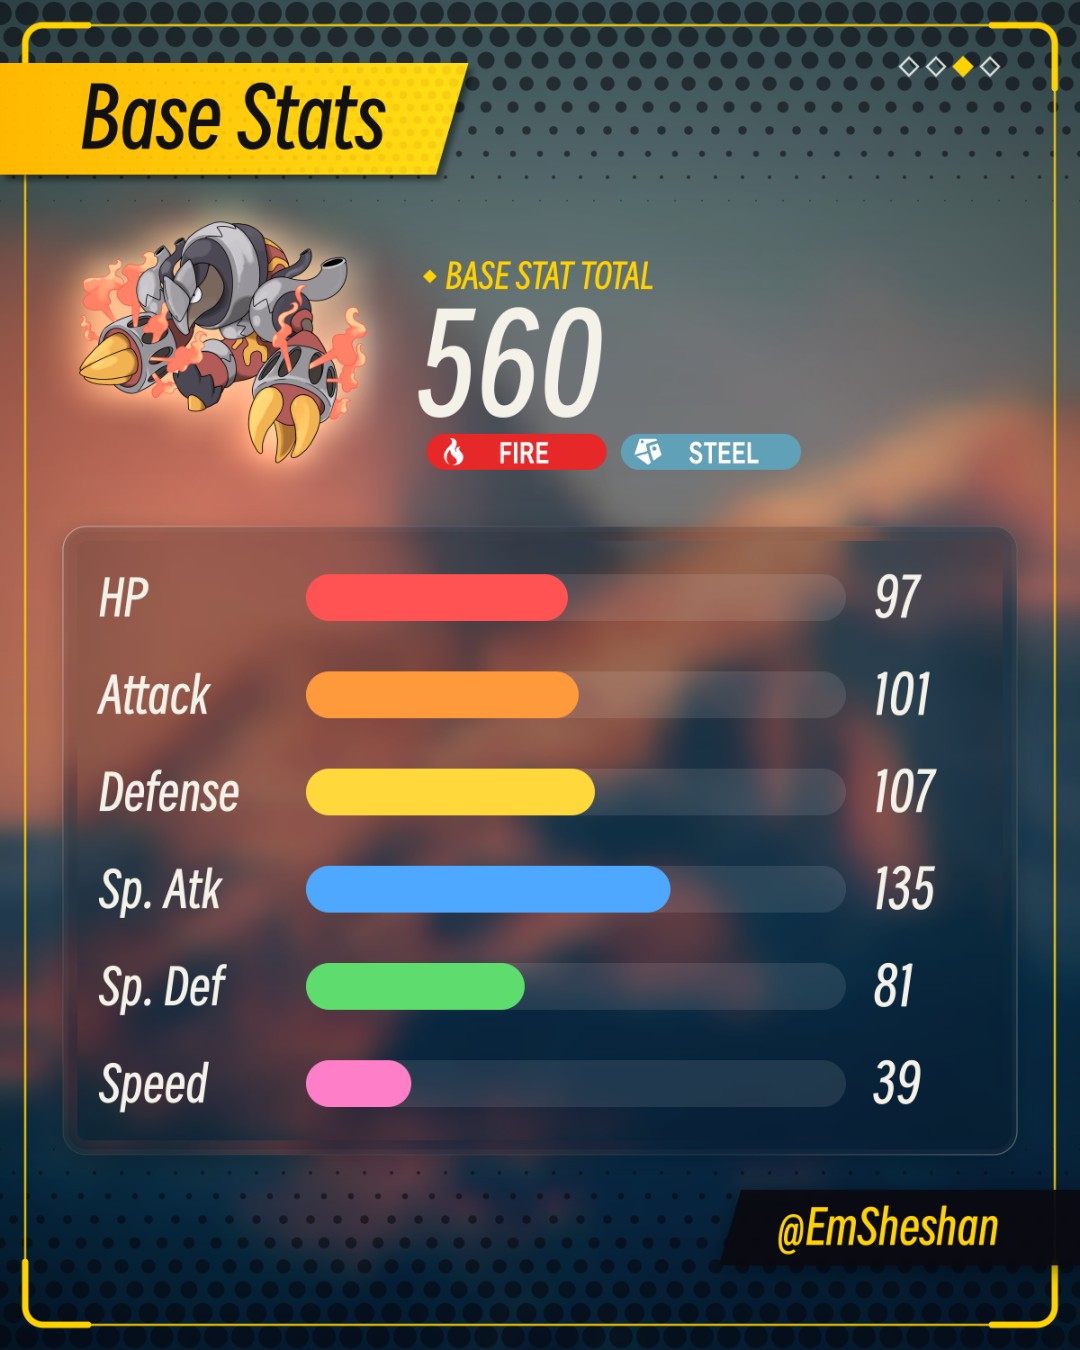 Base Stats
BASE STAT TOTAL
560
FIRE STEEL
HP 97
Attack 101
Defense 107
Sp. Atk 135
Sp. Def 81
Speed 39
@EmSheshan